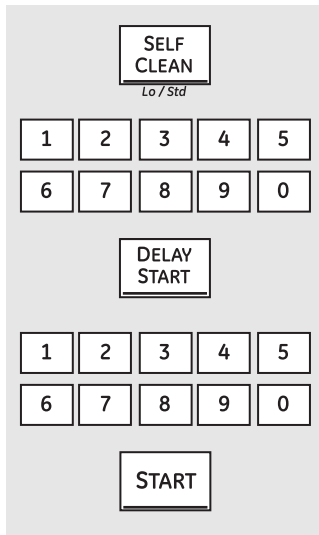 SELF
CLEAN
Lo / Std
1 2 3 4 5
6 7 8 9 0
DELAY
START
1 2 3 4 5
6 7 8 9 0
START